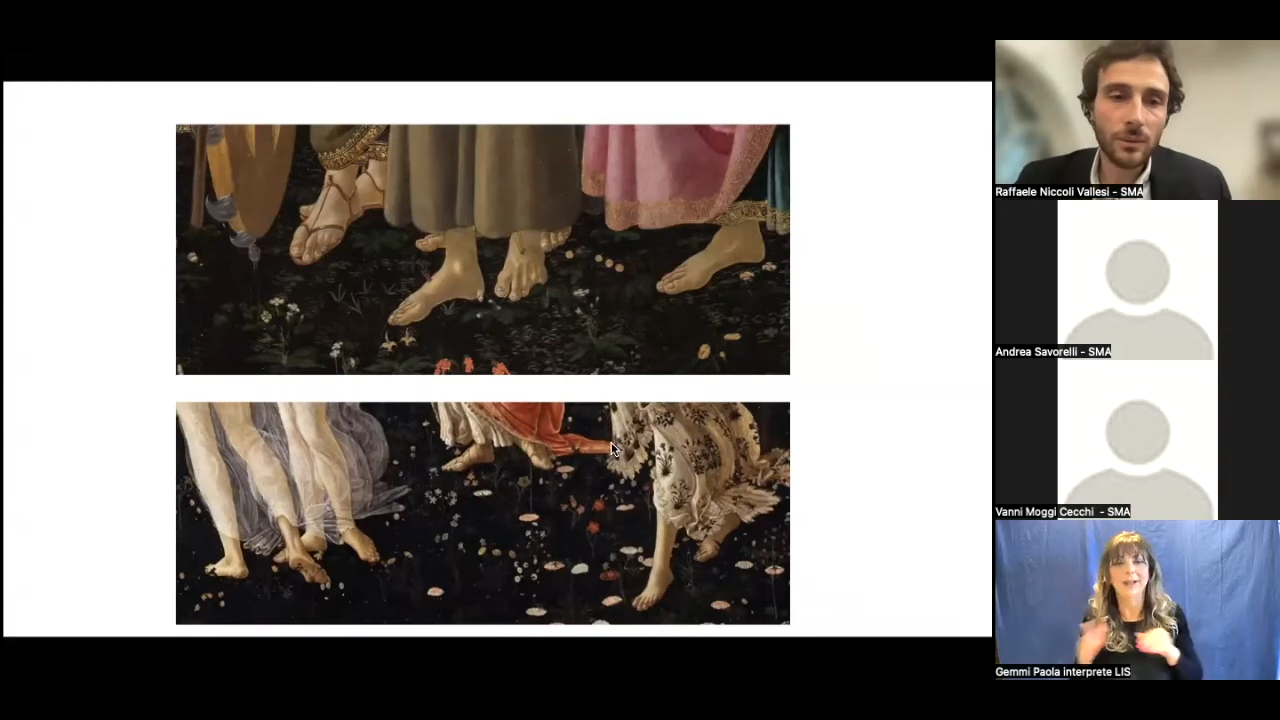 Raffaele Niccoli Vallesi - SMA
Andrea Savorelli - SMA
Vanni Moggi Cecchi - SMA
Gemmi Paola interprete LIS